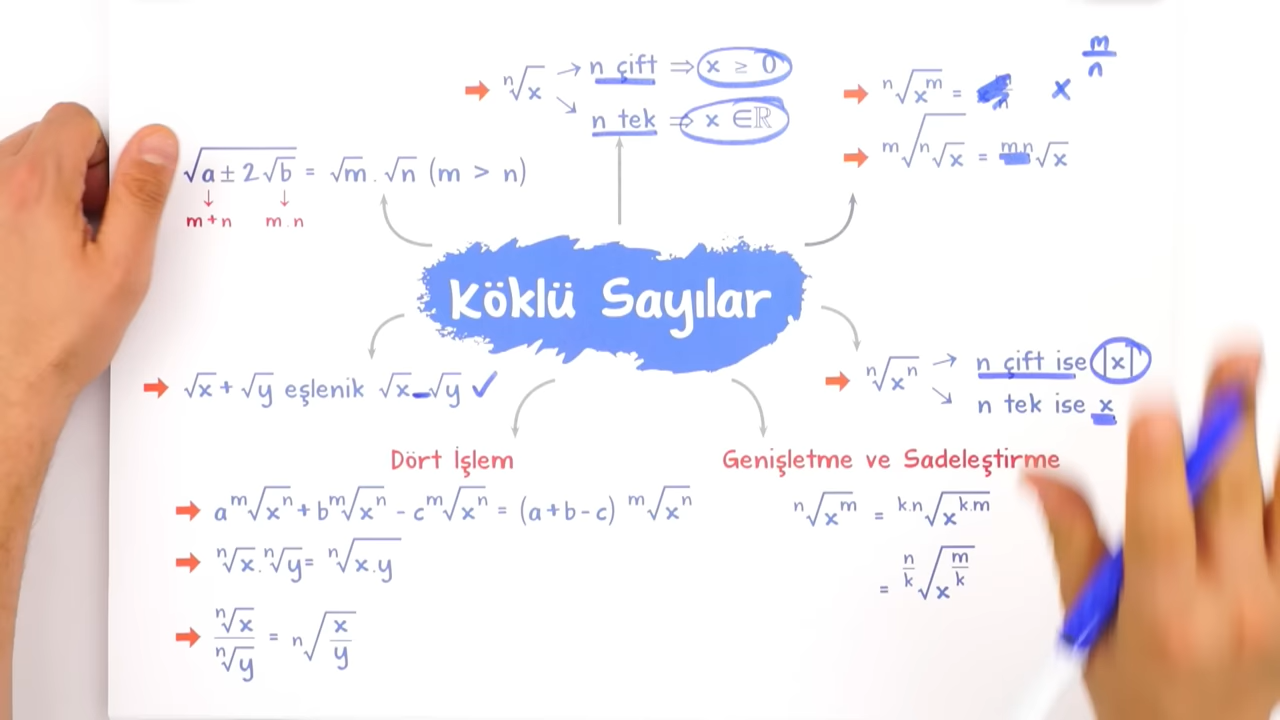 ⁿ√x → n çift ⇒ x ≥ 0
↘ n tek ⇒ x ∈ ℝ
ⁿ√xᵐ = x^(m/n)
ᵐ√ⁿ√x = ᵐ·ⁿ√x
√(a ± 2√b) = √m . √n (m > n)
m + n m . n
Köklü Sayılar
√x + √y eşlenik √x - √y ✓
ⁿ√xⁿ → n çift ise |x|
↘ n tek ise x
Dört İşlem
a ᵐ√xⁿ + b ᵐ√xⁿ - c ᵐ√xⁿ = (a + b - c) ᵐ√xⁿ
ⁿ√x . ⁿ√y = ⁿ√(x.y)
ⁿ√x / ⁿ√y = ⁿ√(x/y)
Genişletme ve Sadeleştirme
ⁿ√xᵐ = ᵏ·ⁿ√x^(k.m)
= ^(n/k)√x^(m/k)